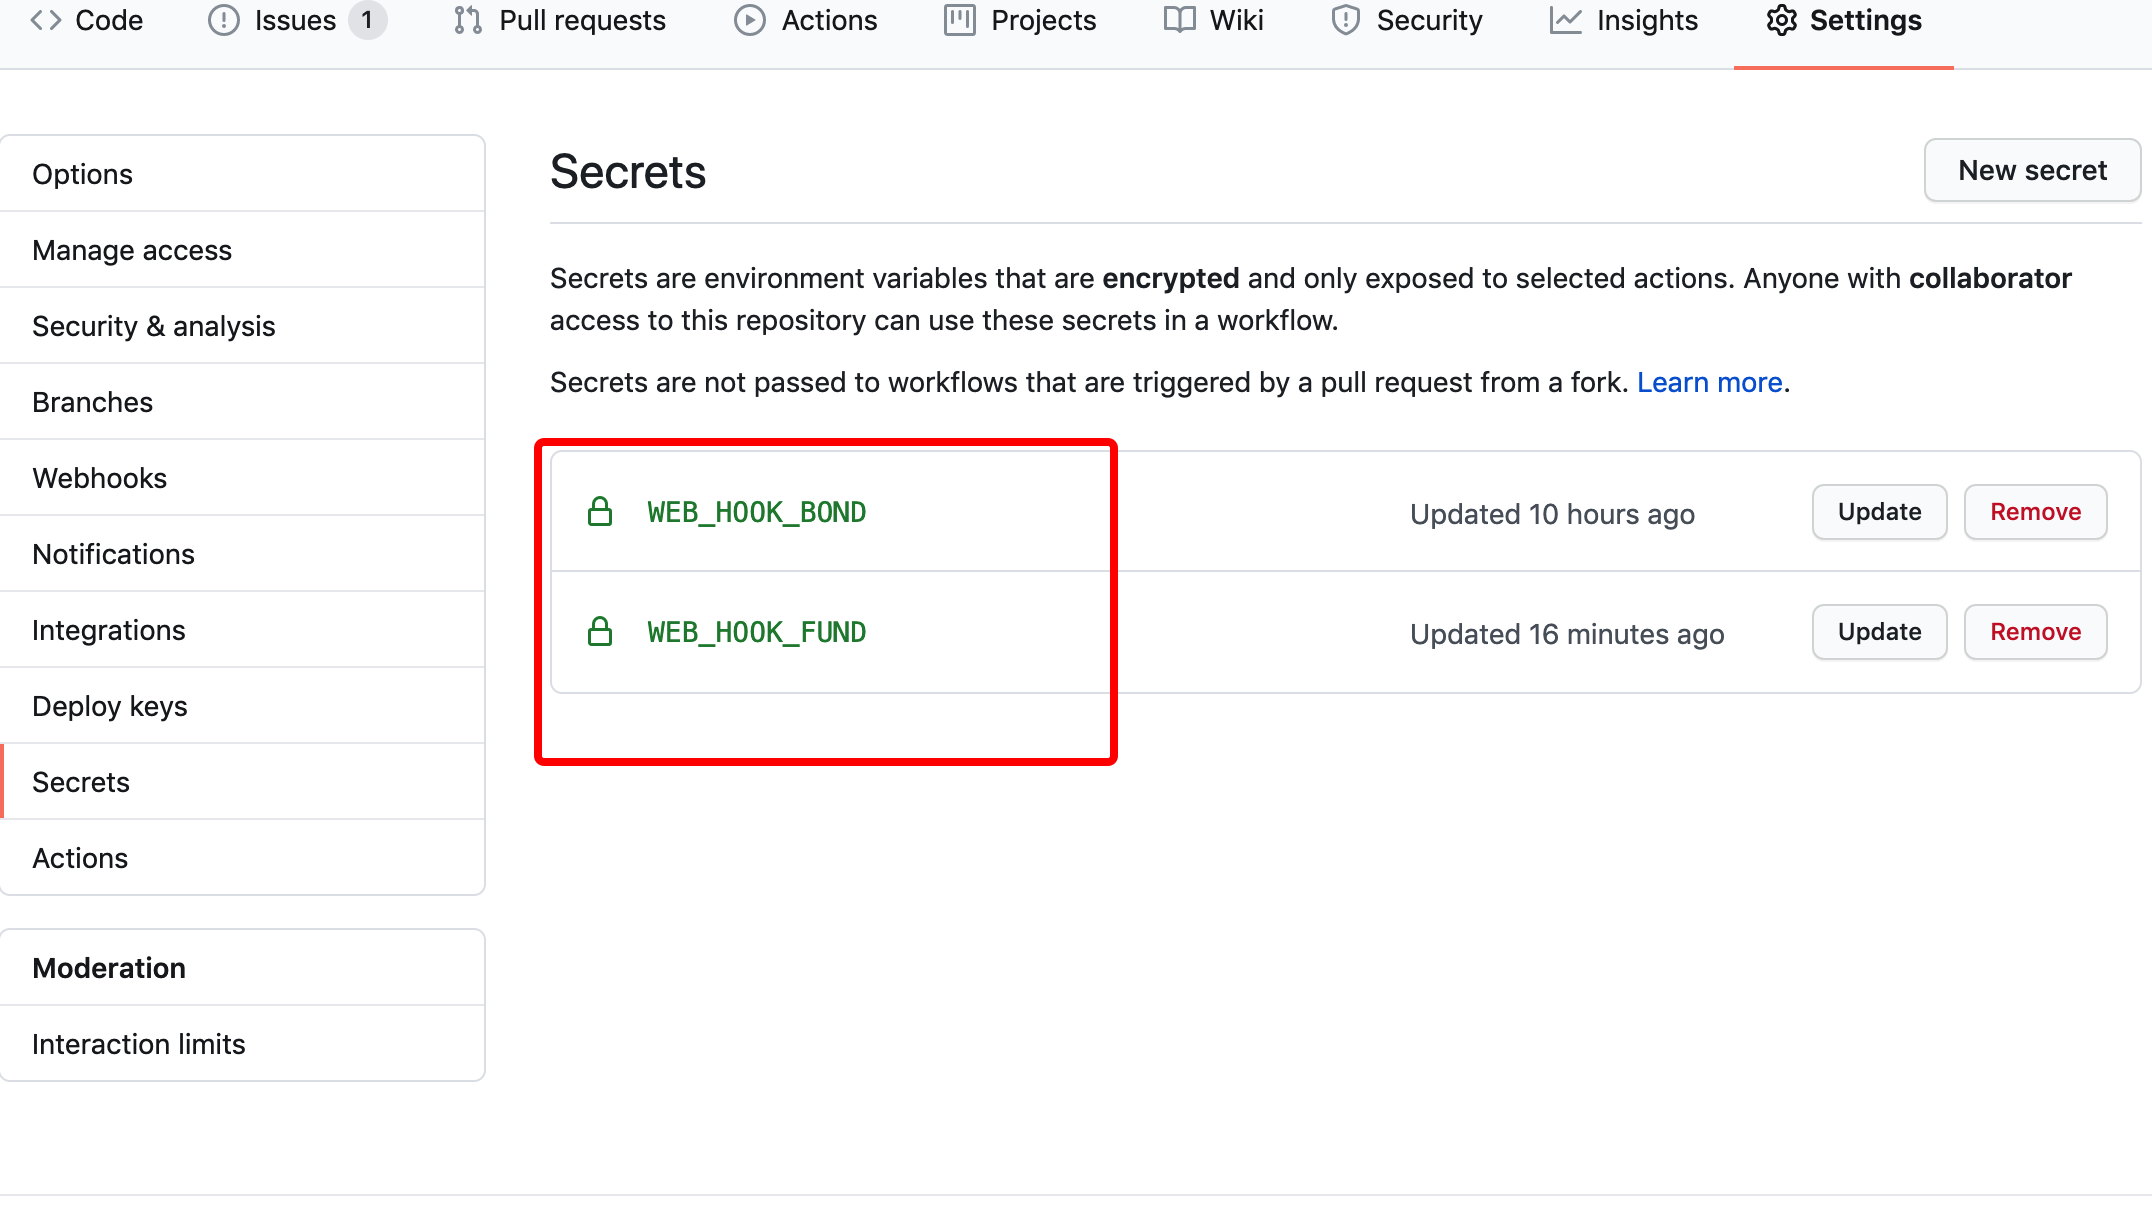 Code Issues 1 Pull requests Actions Projects Wiki Security Insights Settings
Options
Manage access
Security & analysis
Branches
Webhooks
Notifications
Integrations
Deploy keys
Secrets
Actions
Moderation
Interaction limits
Secrets
New secret
Secrets are environment variables that are encrypted and only exposed to selected actions. Anyone with collaborator
access to this repository can use these secrets in a workflow.
Secrets are not passed to workflows that are triggered by a pull request from a fork. Learn more.
WEB_HOOK_BOND Updated 10 hours ago Update Remove
WEB_HOOK_FUND Updated 16 minutes ago Update Remove